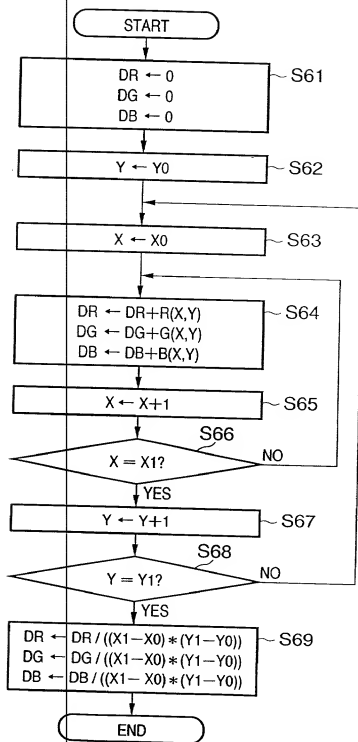 START
DR ← 0
DG ← 0
DB ← 0
S61
Y ← Y0
S62
X ← X0
S63
DR ← DR+R(X,Y)
DG ← DG+G(X,Y)
DB ← DB+B(X,Y)
S64
X ← X+1
S65
S66
X = X1?
NO
YES
Y ← Y+1
S67
S68
Y = Y1?
NO
YES
DR ← DR/((X1-X0)*(Y1-Y0))
DG ← DG/((X1-X0)*(Y1-Y0))
DB ← DB/((X1-X0)*(Y1-Y0))
S69
END